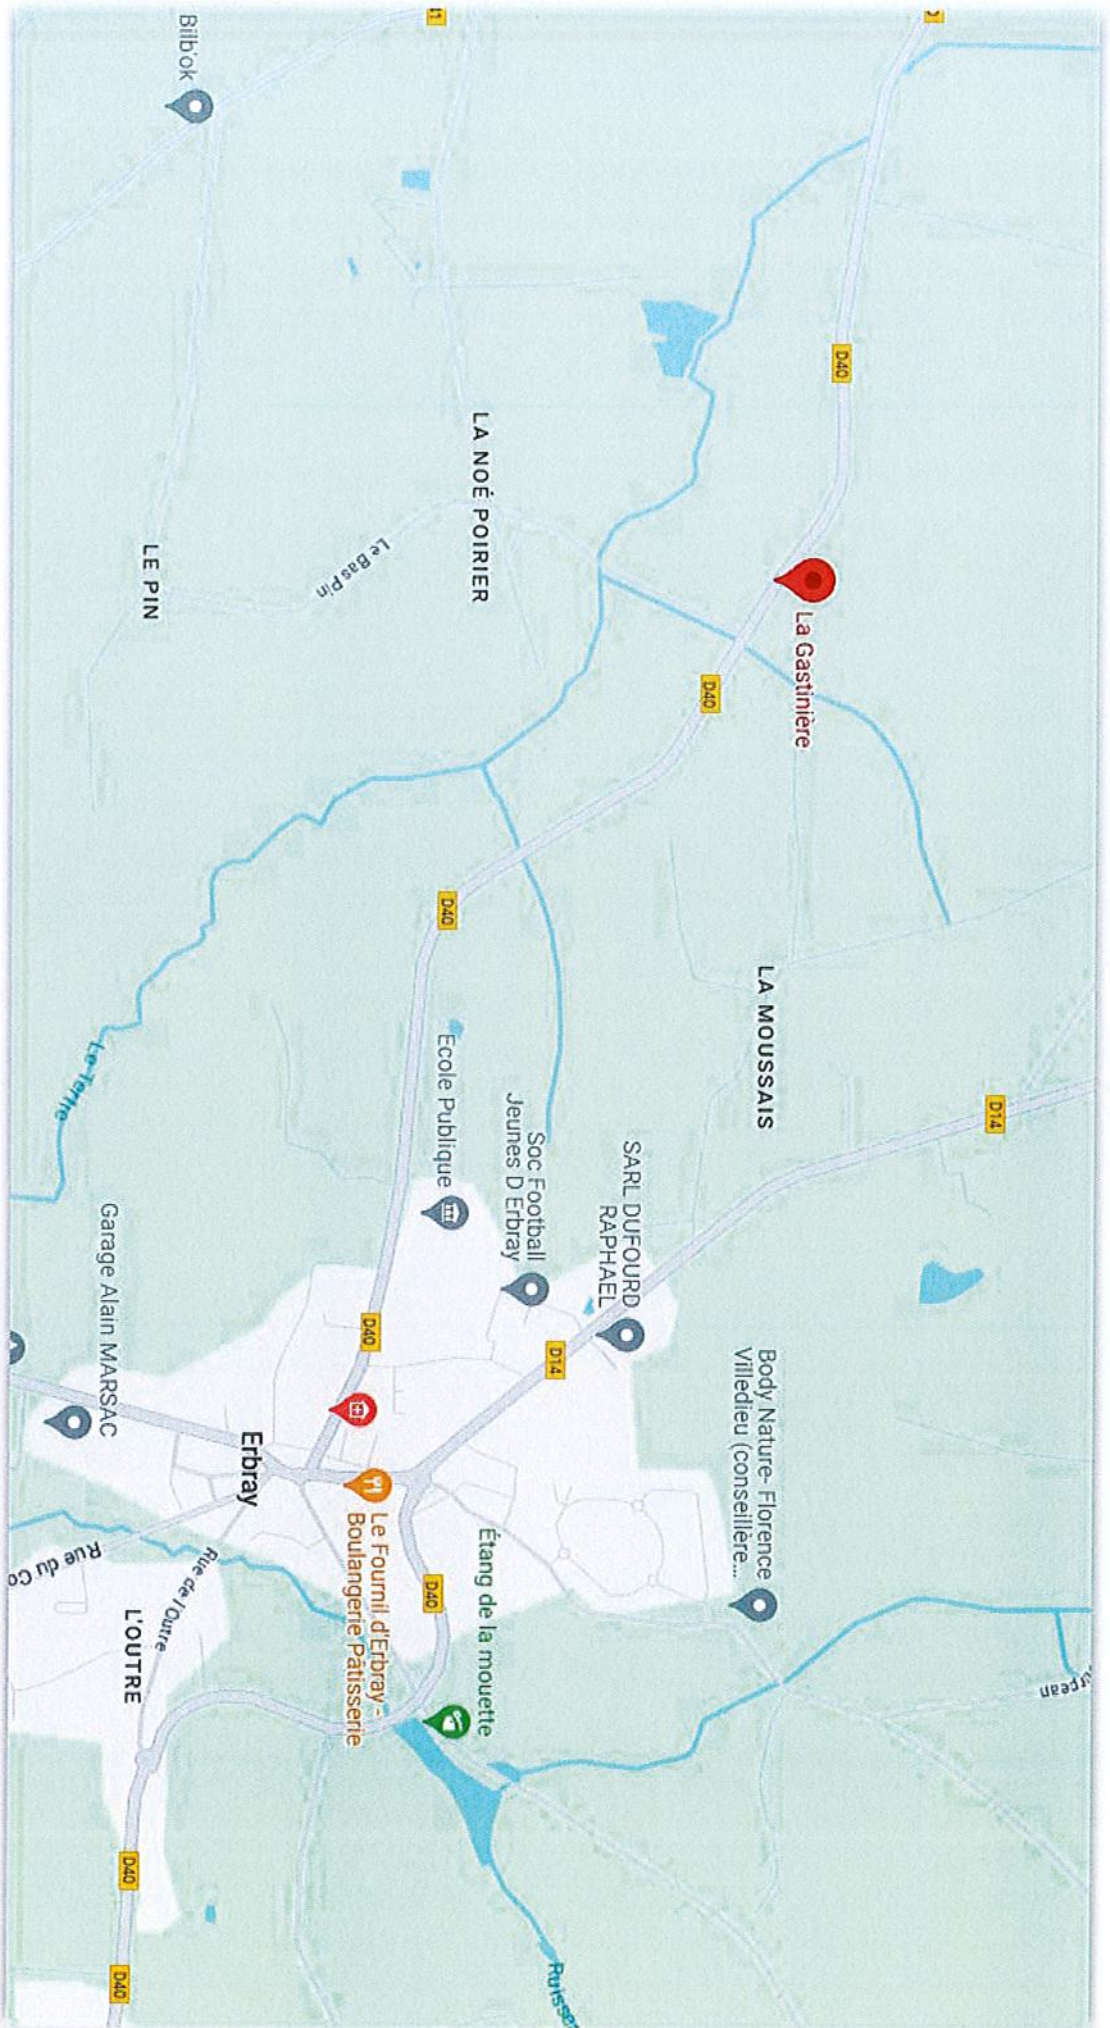 Bilb'ok
D40
La Gastinière
LA NOÉ POIRIER
Le Bas Pin
LE PIN
D40
D40
LA MOUSSAIS
D14
Le Tertre
Ecole Publique
Soc Football
Jeunes D Erbray
SARL DUFOURD
RAPHAEL
Garage Alain MARSAC
D40
D14
Body Nature- Florence
Villedieu (conseillère...
Erbray
Le Fournil d'Erbray -
Boulangerie Pâtisserie
Étang de la mouette
D40
Rue du Co
Rue de l'Outre
L'OUTRE
D40
D40
Ruisse